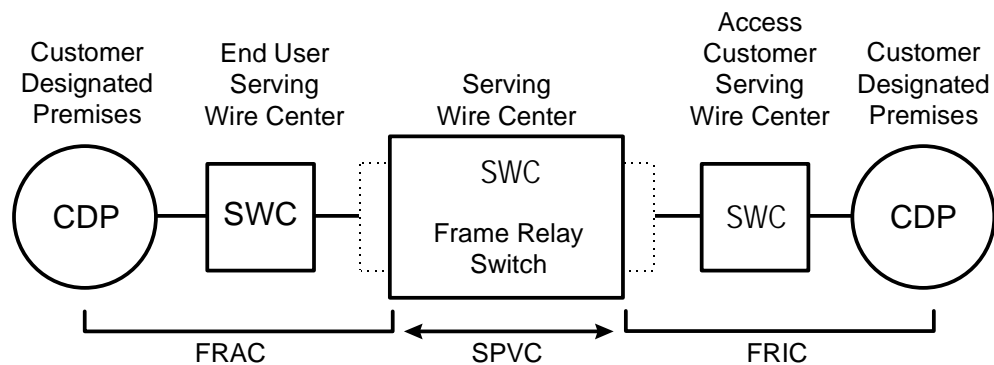 Customer
Designated
Premises
End User
Serving
Wire Center
Serving
Wire Center
Access
Customer
Serving
Wire Center
Customer
Designated
Premises
CDP
SWC
SWC
Frame Relay
Switch
SWC
CDP
FRAC
SPVC
FRIC